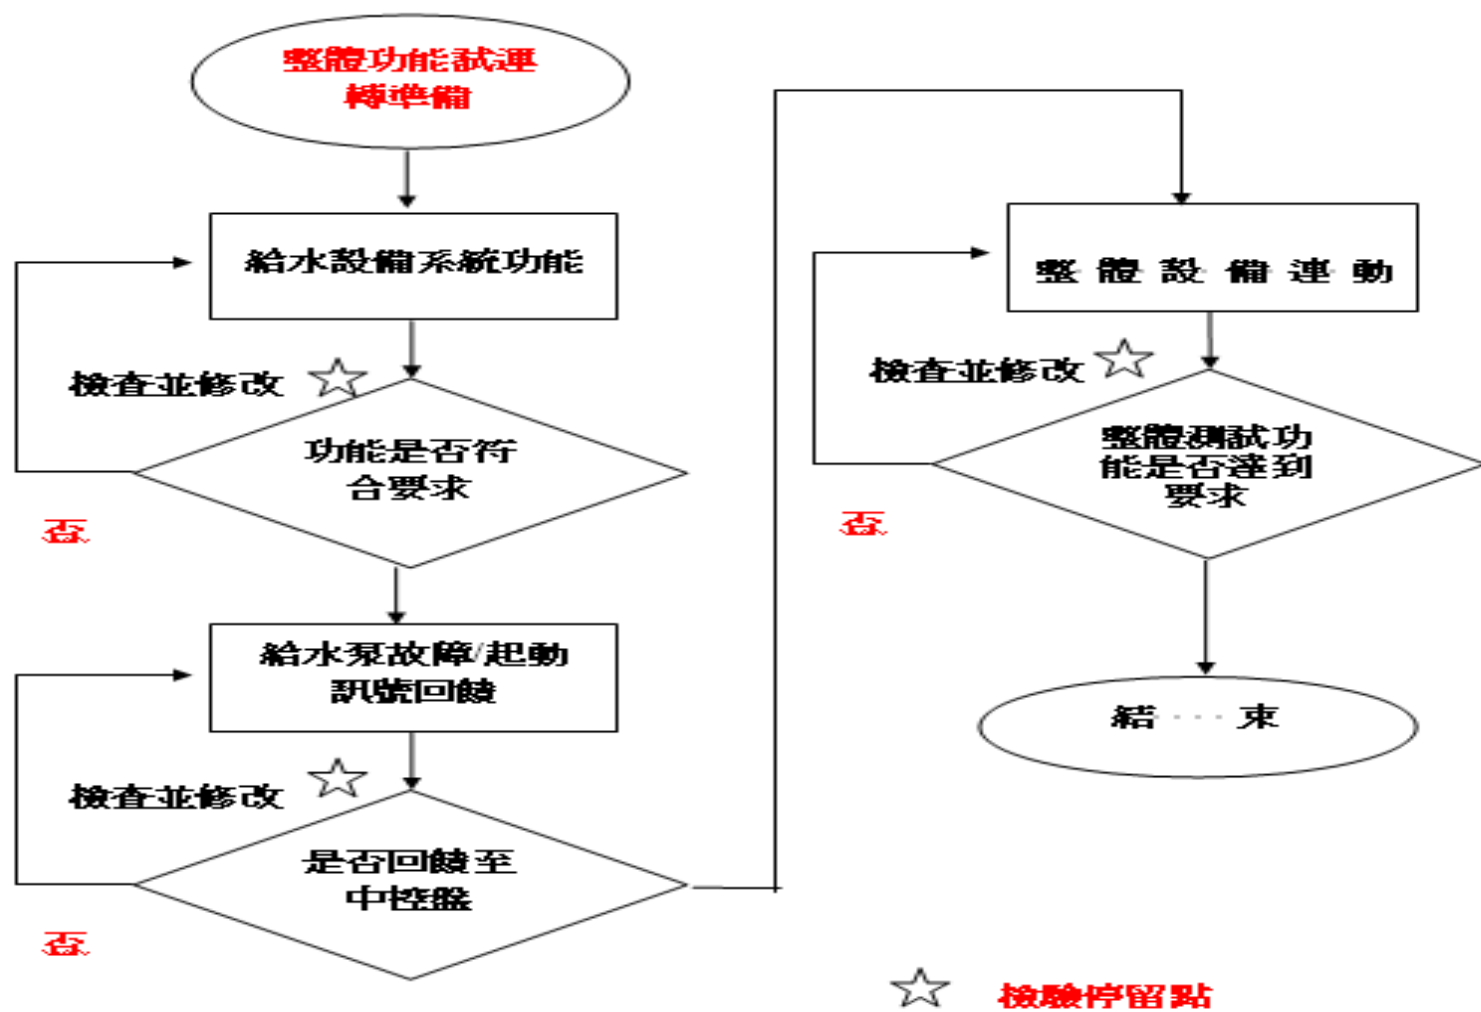 整體功能試運
轉準備
給水設備系統功能
檢查並修改
功能是否符
合要求
否
給水泵故障/起動
訊號回饋
檢查並修改
是否回饋至
中控盤
否
整 體 設 備 連 動
檢查並修改
整體測試功
能是否達到
要求
否
結 束
檢驗停留點